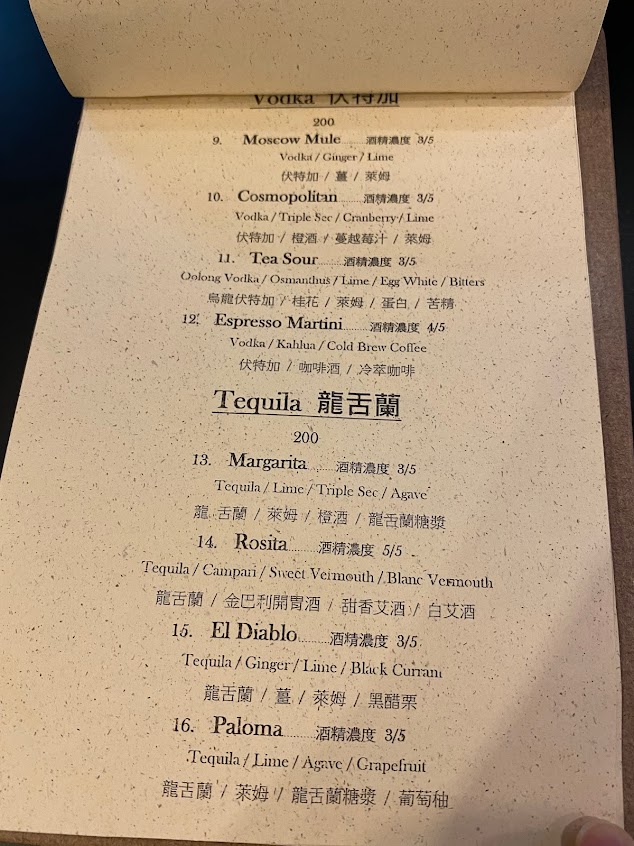 Vodka 伏特加
200
9. Moscow Mule........酒精濃度 3/5
Vodka / Ginger / Lime
伏特加 / 薑 / 萊姆
10. Cosmopolitan........酒精濃度 3/5
Vodka / Triple Sec / Cranberry / Lime
伏特加 / 橙酒 / 蔓越莓汁 / 萊姆
11. Tea Sour........酒精濃度 3/5
Oolong Vodka / Osmanthus / Lime / Egg White / Bitters
烏龍伏特加 / 桂花 / 萊姆 / 蛋白 / 苦精
12. Espresso Martini........酒精濃度 4/5
Vodka / Kahlua / Cold Brew Coffee
伏特加 / 咖啡酒 / 冷萃咖啡
Tequila 龍舌蘭
200
13. Margarita........酒精濃度 3/5
Tequila / Lime / Triple Sec / Agave
龍舌蘭 / 萊姆 / 橙酒 / 龍舌蘭糖漿
14. Rosita........酒精濃度 5/5
Tequila / Campari / Sweet Vermouth / Blanc Vermouth
龍舌蘭 / 金巴利開胃酒 / 甜香艾酒 / 白艾酒
15. El Diablo........酒精濃度 3/5
Tequila / Ginger / Lime / Black Currant
龍舌蘭 / 薑 / 萊姆 / 黑醋栗
16. Paloma........酒精濃度 3/5
Tequila / Lime / Agave / Grapefruit
龍舌蘭 / 萊姆 / 龍舌蘭糖漿 / 葡萄柚